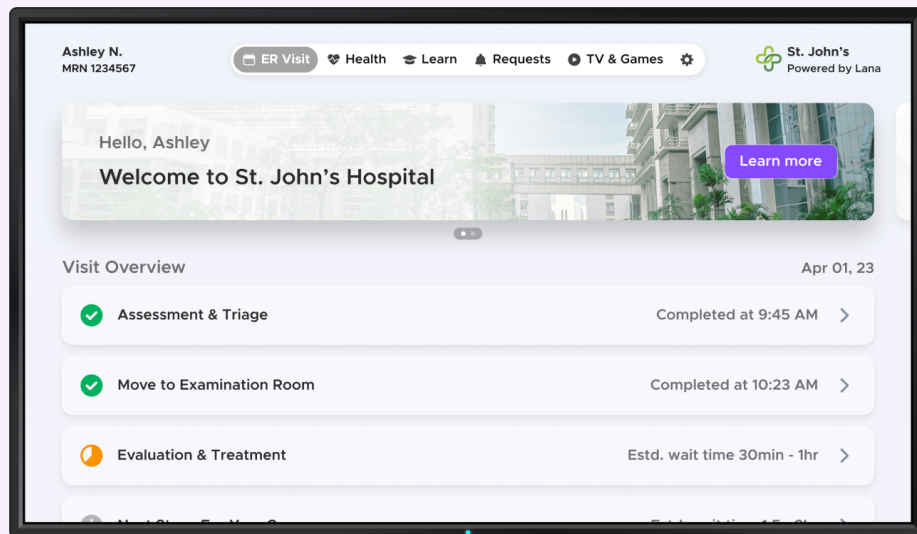 Ashley N.
MRN 1234567
ER Visit
Health
Learn
Requests
TV & Games
St. John's
Powered by Lana
Hello, Ashley
Welcome to St. John's Hospital
Learn more
Visit Overview
Apr 01, 23
Assessment & Triage
Completed at 9:45 AM
Move to Examination Room
Completed at 10:23 AM
Evaluation & Treatment
Estd. wait time 30min - 1hr